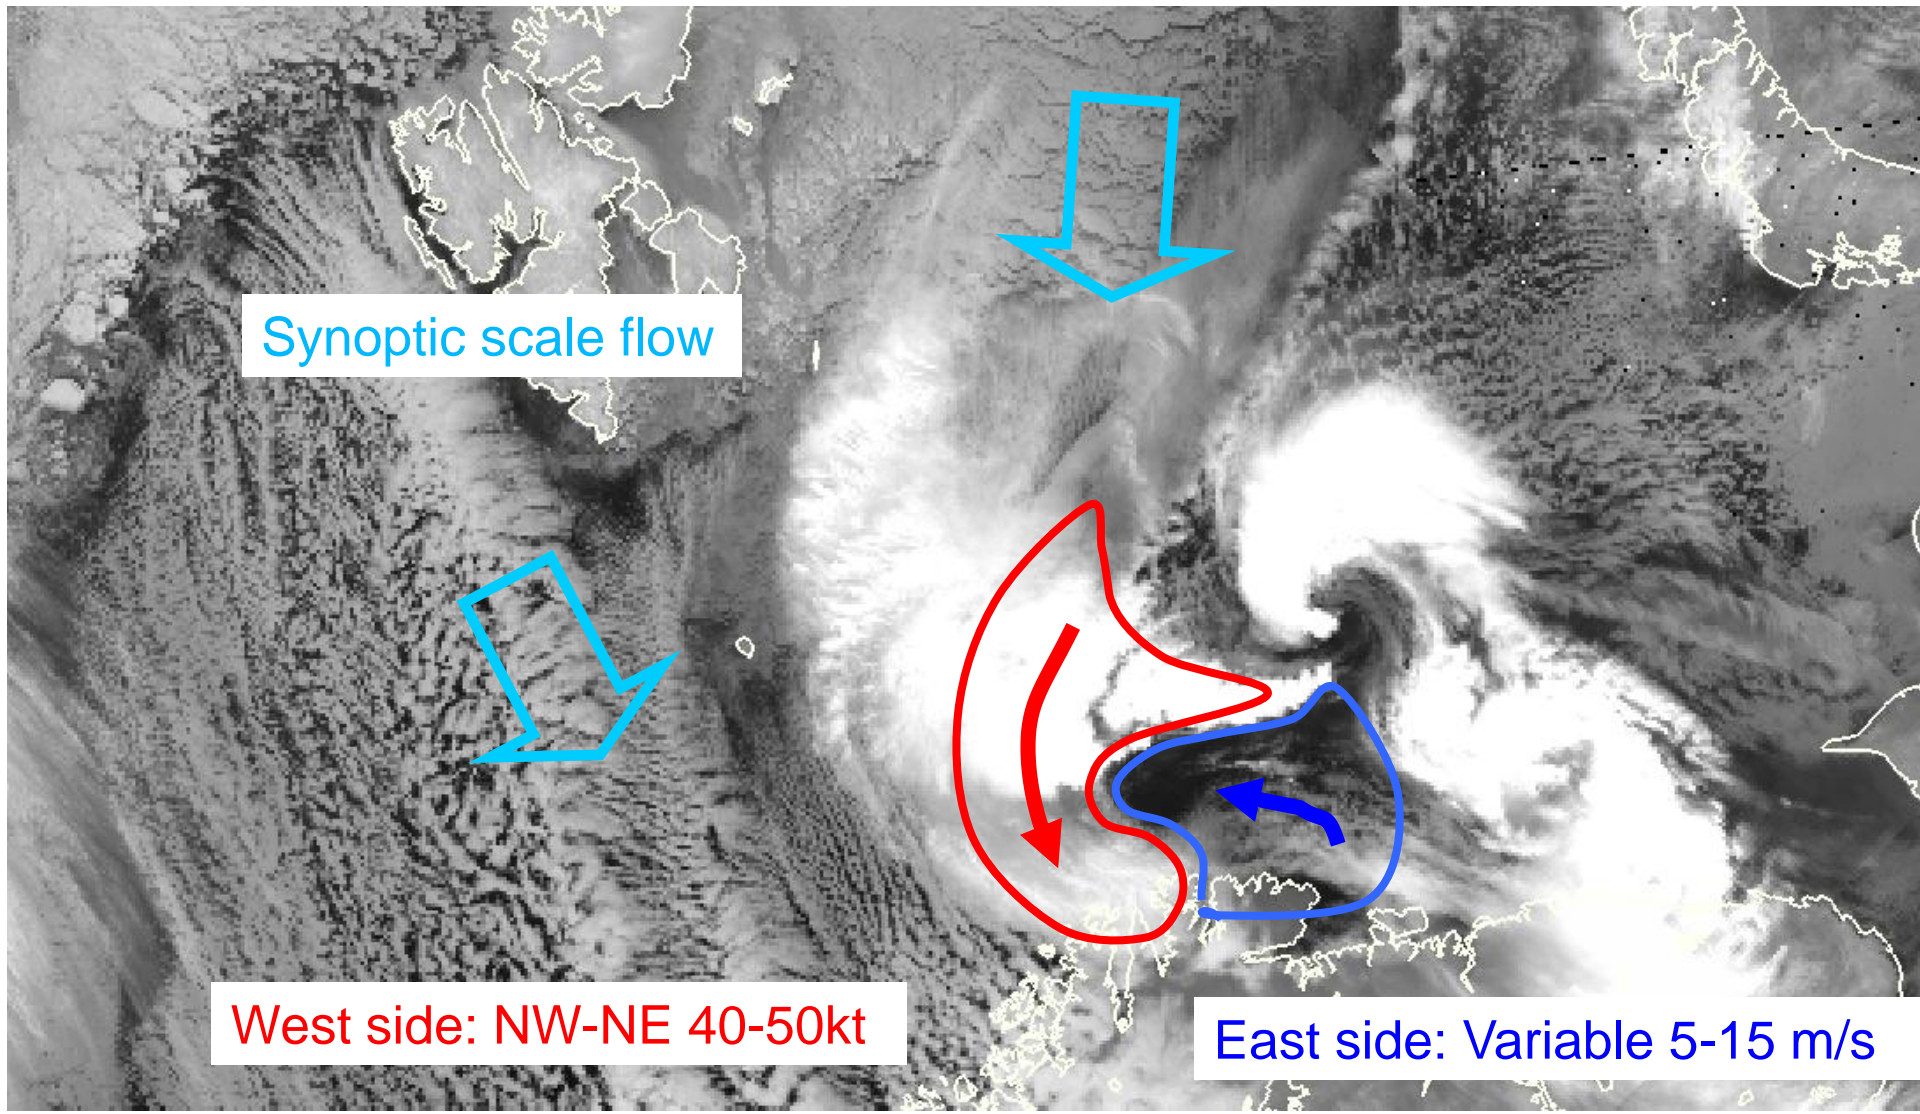 Synoptic scale flow
West side: NW-NE 40-50kt
East side: Variable 5-15 m/s